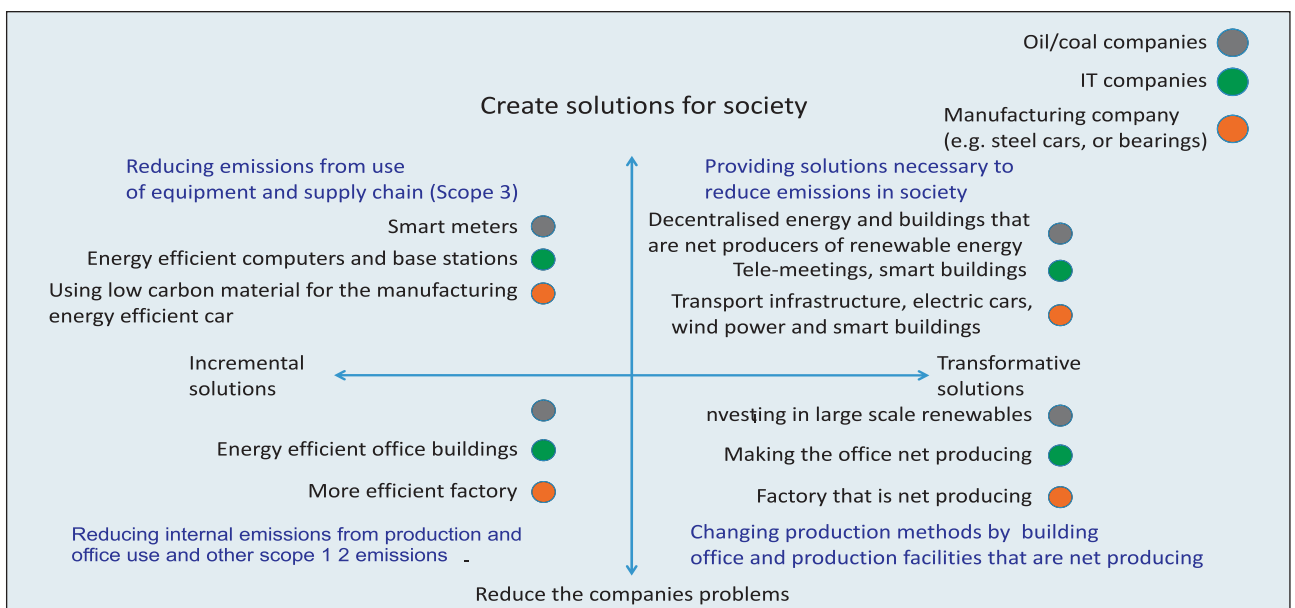 Oil/coal companies
IT companies
Manufacturing company
(e.g. steel cars, or bearings)
Create solutions for society
Reducing emissions from use
of equipment and supply chain (Scope 3)
Smart meters
Energy efficient computers and base stations
Using low carbon material for the manufacturing
energy efficient car
Providing solutions necessary to
reduce emissions in society
Decentralised energy and buildings that
are net producers of renewable energy
Tele-meetings, smart buildings
Transport infrastructure, electric cars,
wind power and smart buildings
Incremental
solutions
Transformative
solutions
Energy efficient office buildings
More efficient factory
Reducing internal emissions from production and
office use and other scope 1 2 emissions -
nvesting in large scale renewables
Making the office net producing
Factory that is net producing
Changing production methods by building
office and production facilities that are net producing
Reduce the companies problems